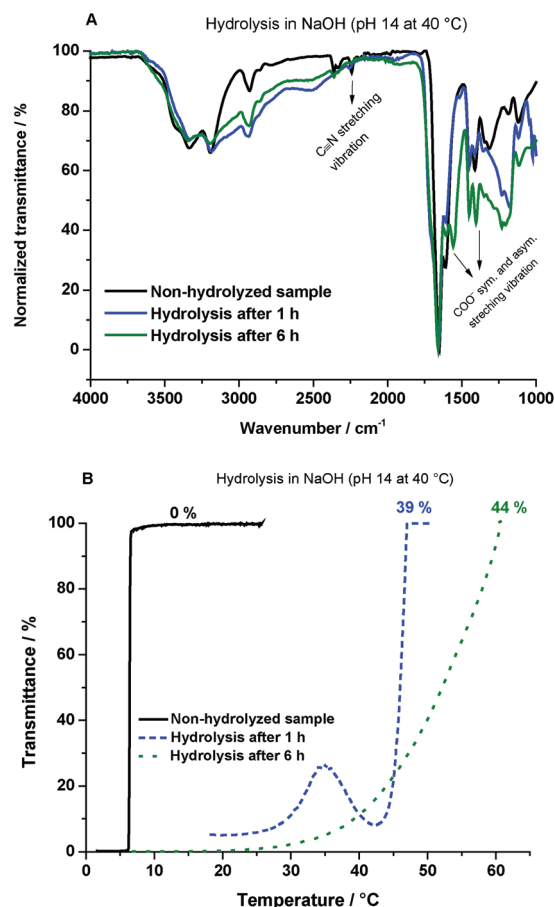 A
Hydrolysis in NaOH (pH 14 at 40 °C)
Normalized transmittance / %
100
80
60
40
20
0
C≡N stretching
vibration
COO⁻ sym. and asym.
streching vibration
Non-hydrolyzed sample
Hydrolysis after 1 h
Hydrolysis after 6 h
4000
3500
3000
2500
2000
1500
1000
Wavenumber / cm⁻¹
B
Hydrolysis in NaOH (pH 14 at 40 °C)
0 %
39 %
44 %
Transmittance / %
100
80
60
40
20
0
Non-hydrolyzed sample
Hydrolysis after 1 h
Hydrolysis after 6 h
0
10
20
30
40
50
60
Temperature / °C